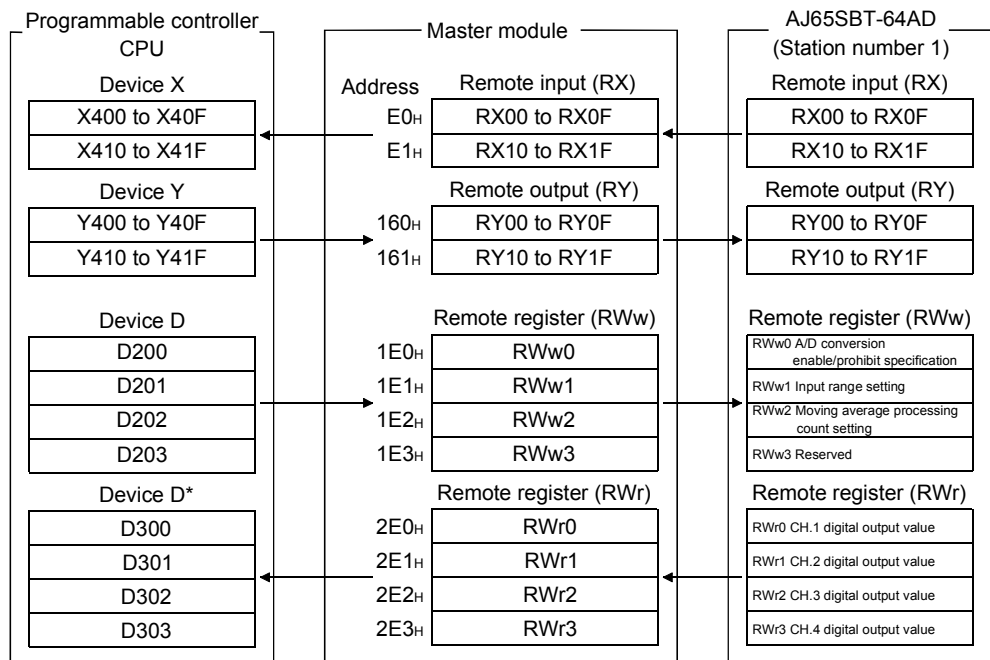 Programmable controller
CPU
Master module
AJ65SBT-64AD
(Station number 1)
Device X
X400 to X40F
X410 to X41F
Address
Remote input (RX)
E0H
RX00 to RX0F
E1H
RX10 to RX1F
Remote input (RX)
RX00 to RX0F
RX10 to RX1F
Device Y
Y400 to Y40F
Y410 to Y41F
Remote output (RY)
160H
RY00 to RY0F
161H
RY10 to RY1F
Remote output (RY)
RY00 to RY0F
RY10 to RY1F
Device D
D200
D201
D202
D203
Remote register (RWw)
1E0H
RWw0
1E1H
RWw1
1E2H
RWw2
1E3H
RWw3
Remote register (RWw)
RWw0 A/D conversion
enable/prohibit specification
RWw1 Input range setting
RWw2 Moving average processing
count setting
RWw3 Reserved
Device D*
D300
D301
D302
D303
Remote register (RWr)
2E0H
RWr0
2E1H
RWr1
2E2H
RWr2
2E3H
RWr3
Remote register (RWr)
RWr0 CH.1 digital output value
RWr1 CH.2 digital output value
RWr2 CH.3 digital output value
RWr3 CH.4 digital output value